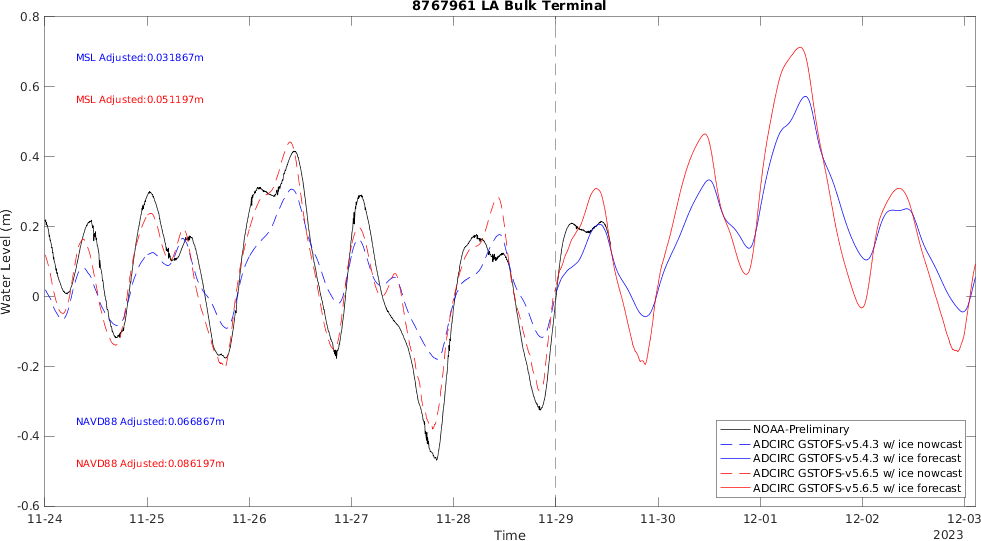 8767961 LA Bulk Terminal
0.8
0.6
0.4
0.2
0
-0.2
-0.4
-0.6
Water Level (m)
MSL Adjusted:0.031867m
MSL Adjusted:0.051197m
NAVD88 Adjusted:0.066867m
NAVD88 Adjusted:0.086197m
NOAA-Preliminary
ADCIRC GSTOFS-v5.4.3 w/ ice nowcast
ADCIRC GSTOFS-v5.4.3 w/ ice forecast
ADCIRC GSTOFS-v5.6.5 w/ ice nowcast
ADCIRC GSTOFS-v5.6.5 w/ ice forecast
11-24 11-25 11-26 11-27 11-28 11-29 11-30 12-01 12-02 12-03
Time
2023